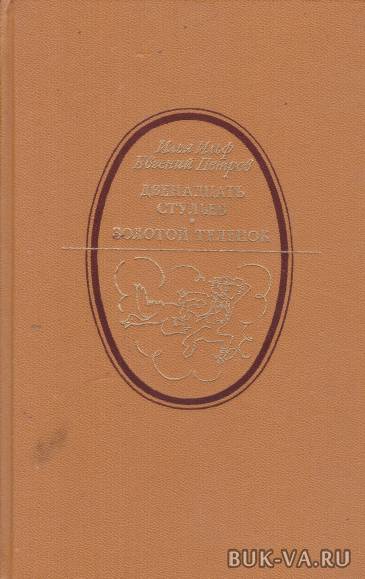 Илья Ильф
Евгений Петров
ДВЕНАДЦАТЬ
СТУЛЬЕВ
•
ЗОЛОТОЙ ТЕЛЕНОК
BUK-VA.RU